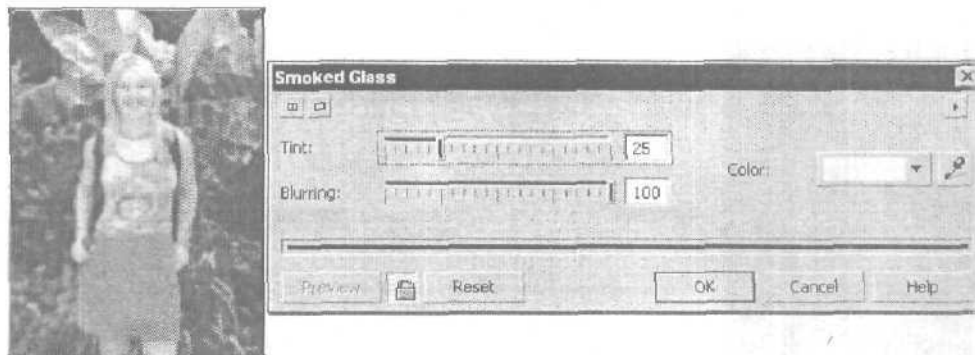 Smoked Glass
Tint: 25
Color:
Blurring: 100
Preview Reset OK Cancel Help